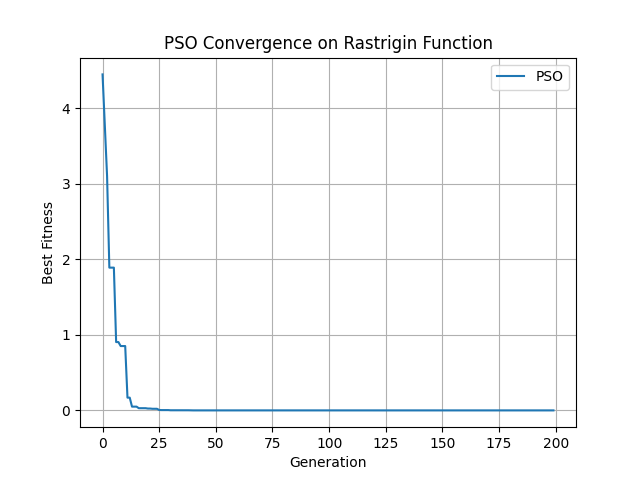 PSO Convergence on Rastrigin Function
PSO
Best Fitness
4
3
2
1
0
0 25 50 75 100 125 150 175 200
Generation